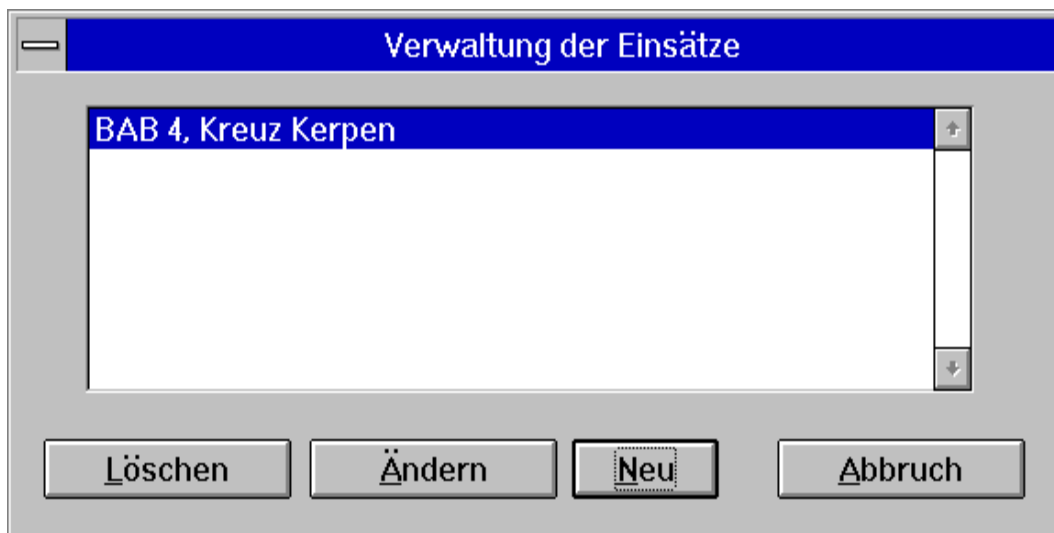 Verwaltung der Einsätze
BAB 4, Kreuz Kerpen
Löschen Ändern Neu Abbruch